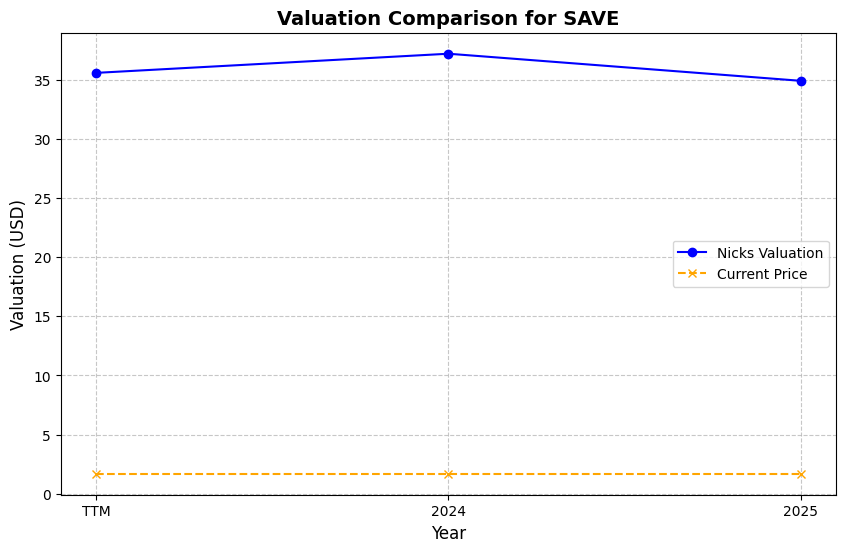 Valuation Comparison for SAVE
Valuation (USD)
35
30
25
20
15
10
5
0
Nicks Valuation
Current Price
TTM
2024
2025
Year